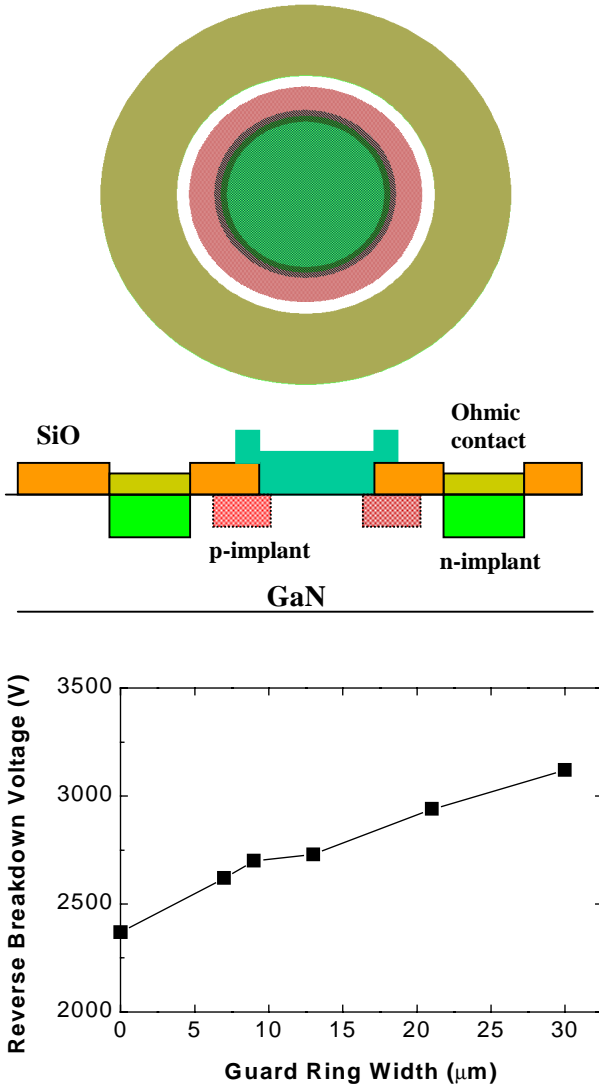 SiO
Ohmic
contact
p-implant
n-implant
GaN
Reverse Breakdown Voltage (V)
3500
3000
2500
2000
0 5 10 15 20 25 30
Guard Ring Width (μm)